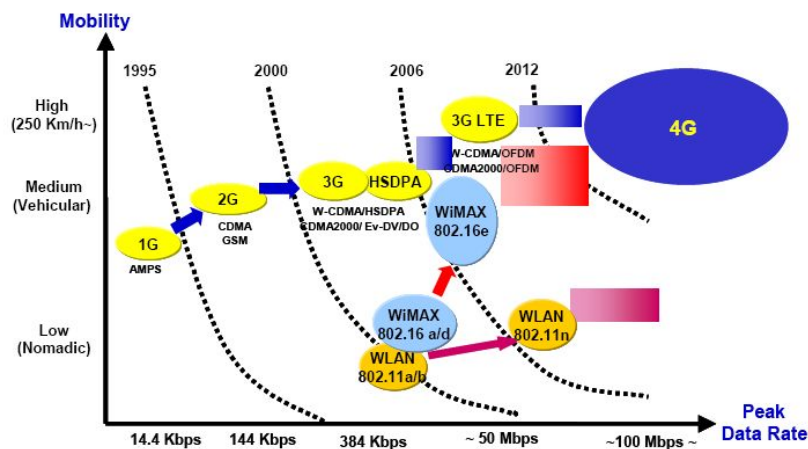 Mobility
1995
2000
2006
2012
High
(250 Km/h~)
3G LTE
4G
W-CDMA/OFDM
CDMA2000/OFDM
Medium
(Vehicular)
2G
3G
HSDPA
CDMA
GSM
W-CDMA/HSDPA
CDMA2000/ Ev-DV/DO
WiMAX
802.16e
1G
AMPS
Low
(Nomadic)
WiMAX
802.16 a/d
WLAN
802.11n
WLAN
802.11a/b
14.4 Kbps
144 Kbps
384 Kbps
~ 50 Mbps
~100 Mbps ~
Peak
Data Rate